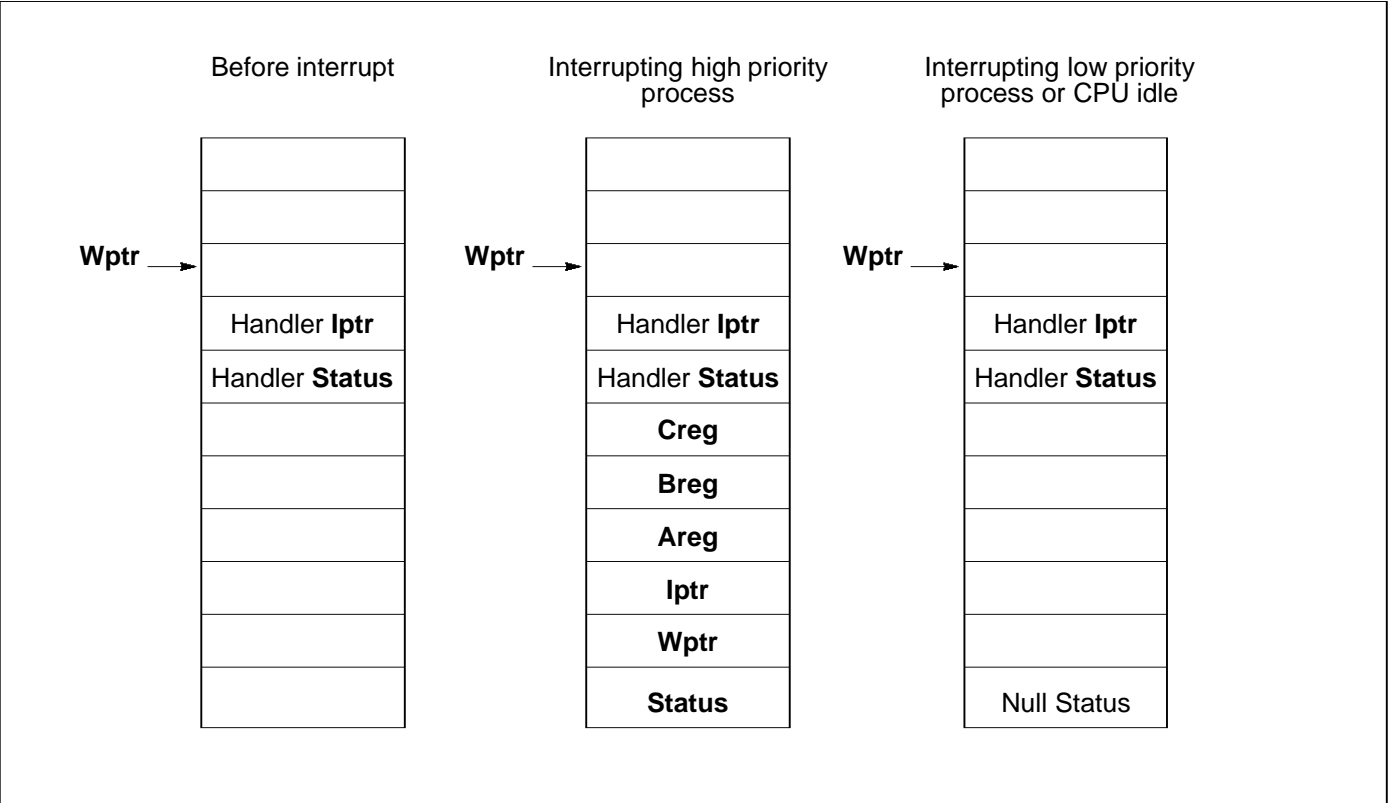 Before interrupt
Interrupting high priority
process
Interrupting low priority
process or CPU idle
Wptr
Handler Iptr
Handler Status
Wptr
Handler Iptr
Handler Status
Creg
Breg
Areg
Iptr
Wptr
Status
Wptr
Handler Iptr
Handler Status
Null Status